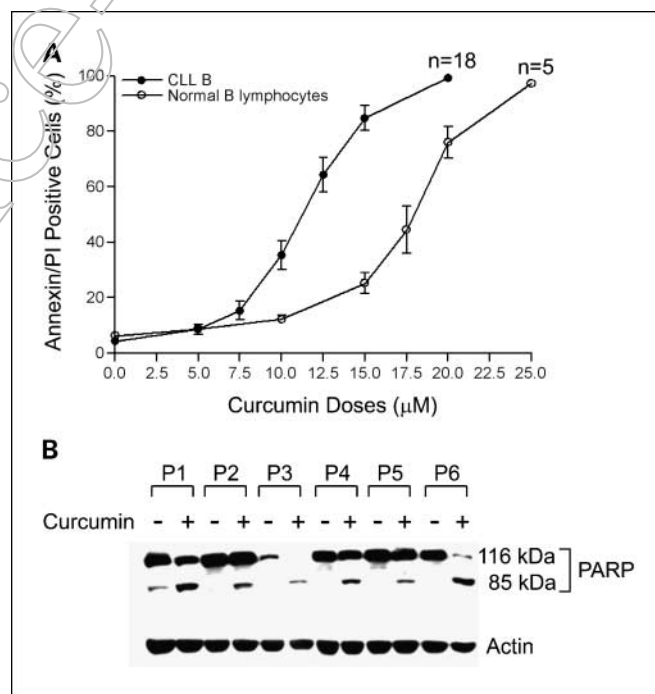 A
n=18
n=5
CLL B
Normal B lymphocytes
100
80
60
40
20
0
Annexin/PI Positive Cells (%)
0.0 2.5 5.0 7.5 10.0 12.5 15.0 17.5 20.0 22.5 25.0
Curcumin Doses (μM)
B
P1 P2 P3 P4 P5 P6
Curcumin - + - + - + - + - + - +
116 kDa
85 kDa
PARP
Actin